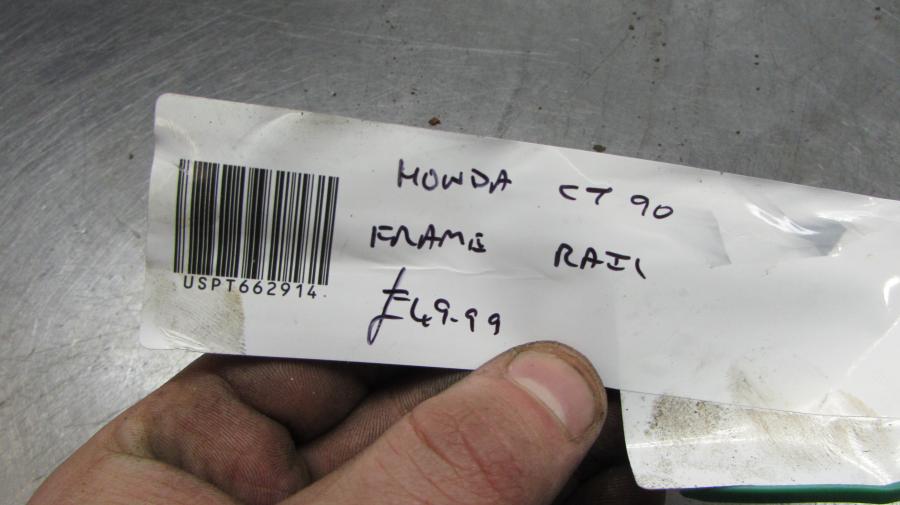 HONDA CT 90
FRAME RAIL
£49.99
USPT662914